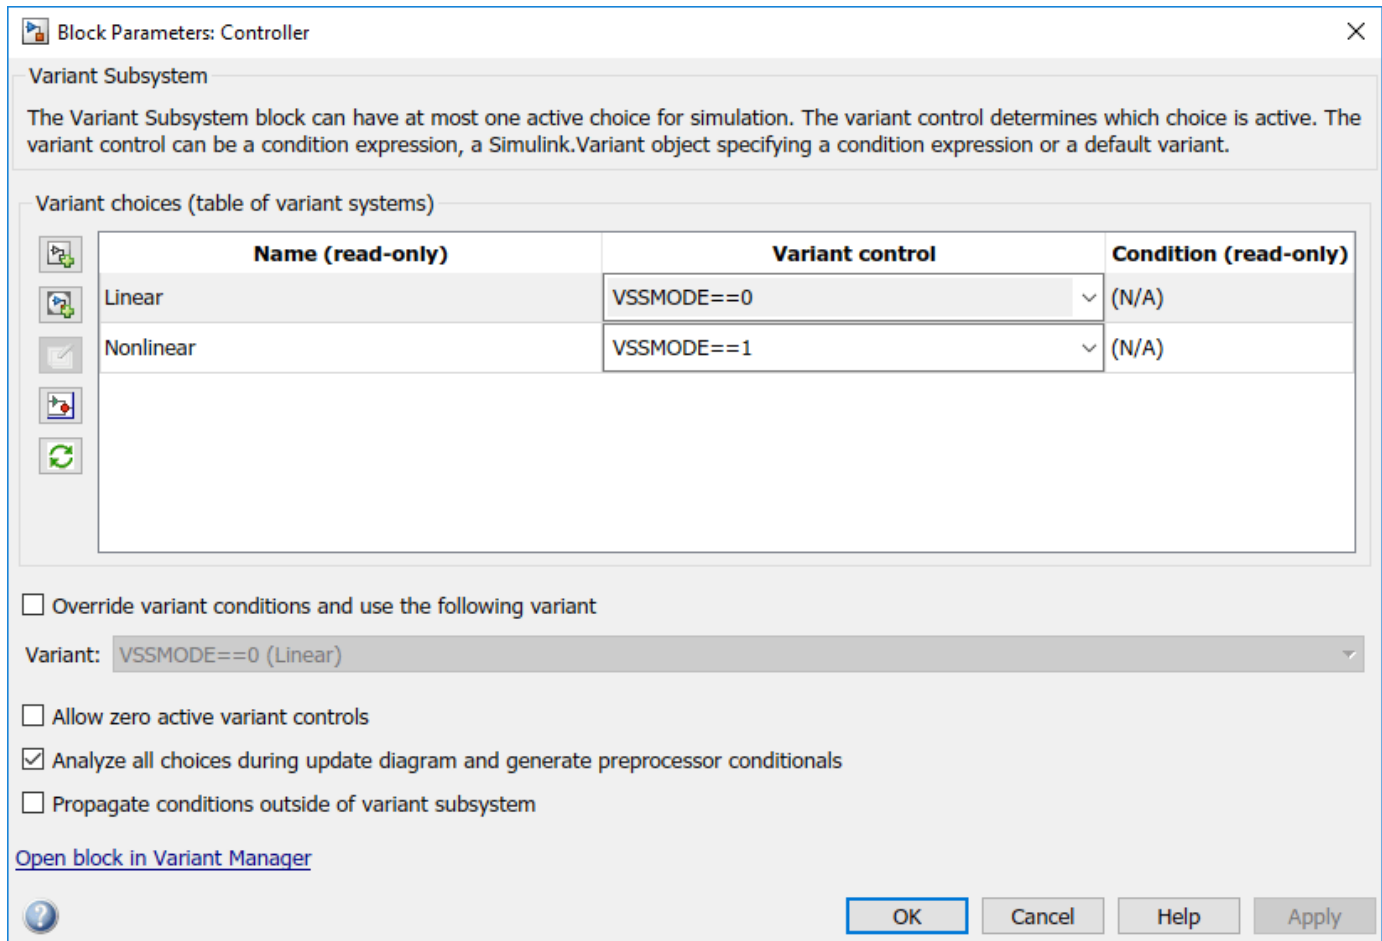 Block Parameters: Controller
Variant Subsystem
The Variant Subsystem block can have at most one active choice for simulation. The variant control determines which choice is active. The
variant control can be a condition expression, a Simulink.Variant object specifying a condition expression or a default variant.
Variant choices (table of variant systems)
Name (read-only) Variant control Condition (read-only)
Linear VSSMODE==0 (N/A)
Nonlinear VSSMODE==1 (N/A)
Override variant conditions and use the following variant
Variant: VSSMODE==0 (Linear)
Allow zero active variant controls
Analyze all choices during update diagram and generate preprocessor conditionals
Propagate conditions outside of variant subsystem
Open block in Variant Manager
? OK Cancel Help Apply